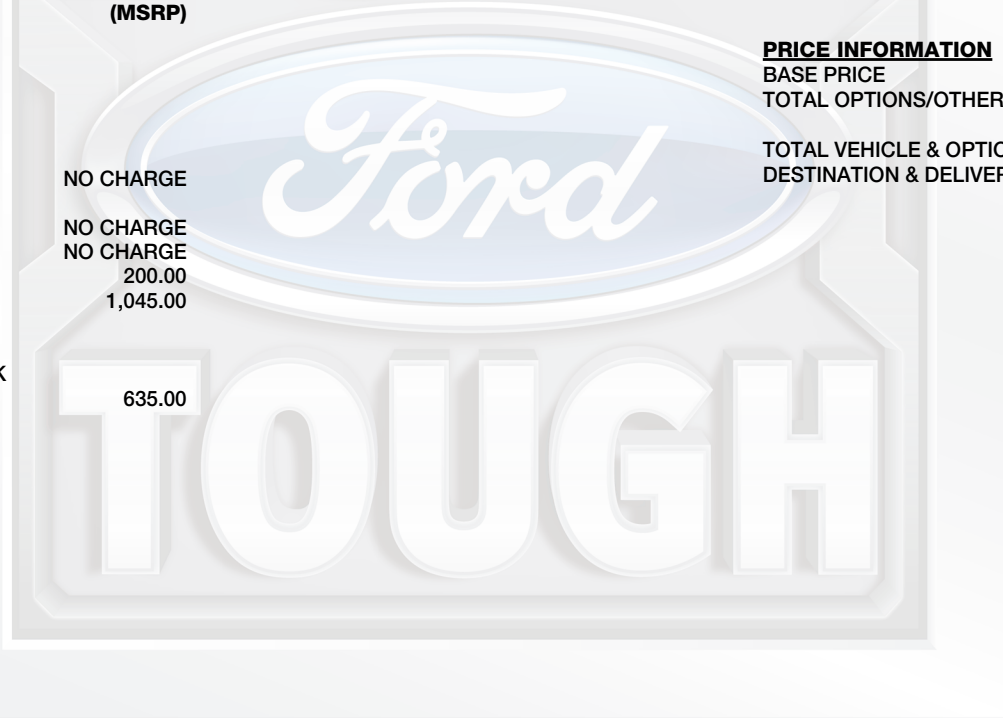 (MSRP)
NO CHARGE
NO CHARGE
NO CHARGE
200.00
1,045.00
K
635.00
PRICE INFORMATION
BASE PRICE
TOTAL OPTIONS/OTHER
TOTAL VEHICLE & OPTIO
DESTINATION & DELIVER
Ford
TOUGH